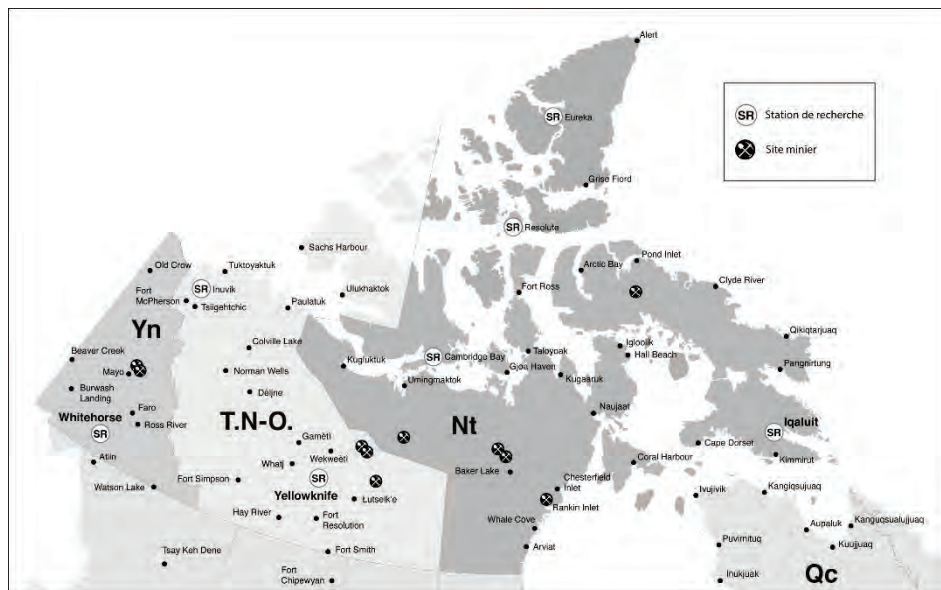 Alert
SR Eureka
SR Station de recherche
Site minier
Grise Fiord
SR Resolute
Sachs Harbour
Old Crow
Tuktoyaktuk
Arctic Bay
Pond Inlet
Fort
McPherson
SR Inuvik
Tsiigehtchic
Ulukhaktok
Paulatuk
Fort Ross
Clyde River
Yn
Qikiqtarjuaq
Beaver Creek
Mayo
Colville Lake
Kugluktuk
SR Cambridge Bay
Taloyoak
Igloolik
Hall Beach
Pangnirtung
Norman Wells
Gjoa Haven
Burwash
Landing
Déljne
Umingmaktok
Kugaaruk
Faro
Whitehorse
SR
Ross River
T.N-O.
Nt
Naujaat
Iqaluit
SR
Gamèti
Wekweèti
Cape Dorset
Kimmirut
Atlin
Whatj
Baker Lake
Coral Harbour
Watson Lake
Fort Simpson
SR
Yellowknife
Łutselk'e
Chesterfield
Inlet
Rankin Inlet
Ivujivik
Kangiqsujuaq
Hay River
Fort
Resolution
Whale Cove
Aupaluk
Kanguqsualujjuaq
Tsay Keh Dene
Fort Smith
Arviat
Puvirnituq
Kuujjuaq
Fort
Chipewyan
Inukjuak
Qc